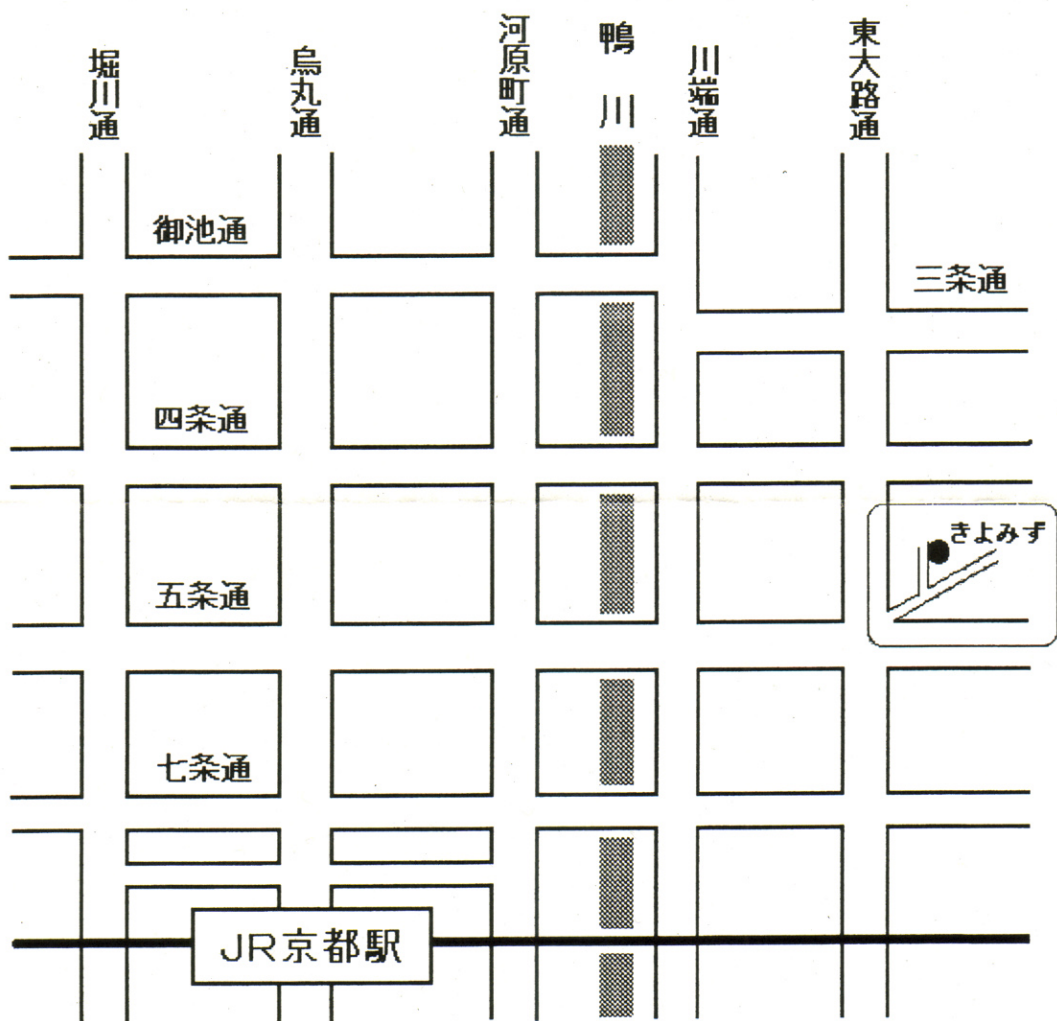 堀川通
烏丸通
河原町通
鴨川
川端通
東大路通
御池通
三条通
四条通
きよみず
五条通
七条通
JR京都駅